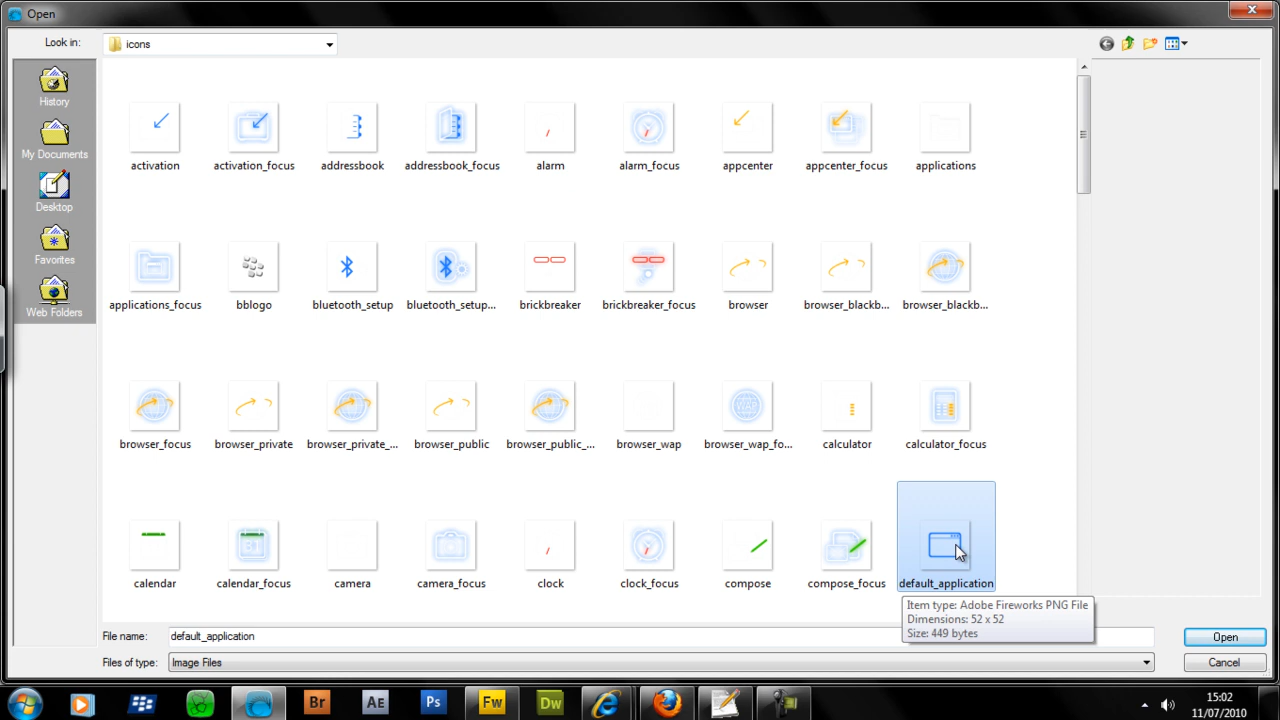 Open
Look in:
icons
History
My Documents
Desktop
Favorites
Web Folders
activation
activation_focus
addressbook
addressbook_focus
alarm
alarm_focus
appcenter
appcenter_focus
applications
applications_focus
bblogo
bluetooth_setup
bluetooth_setup...
brickbreaker
brickbreaker_focus
browser
browser_blackb...
browser_blackb...
browser_focus
browser_private
browser_private_...
browser_public
browser_public_...
browser_wap
browser_wap_fo...
calculator
calculator_focus
calendar
calendar_focus
camera
camera_focus
clock
clock_focus
compose
compose_focus
default_application
Item type: Adobe Fireworks PNG File
Dimensions: 52 x 52
Size: 449 bytes
File name:
default_application
Open
Files of type:
Image Files
Cancel
Br
AE
Ps
Fw
Dw
15:02
11/07/2010